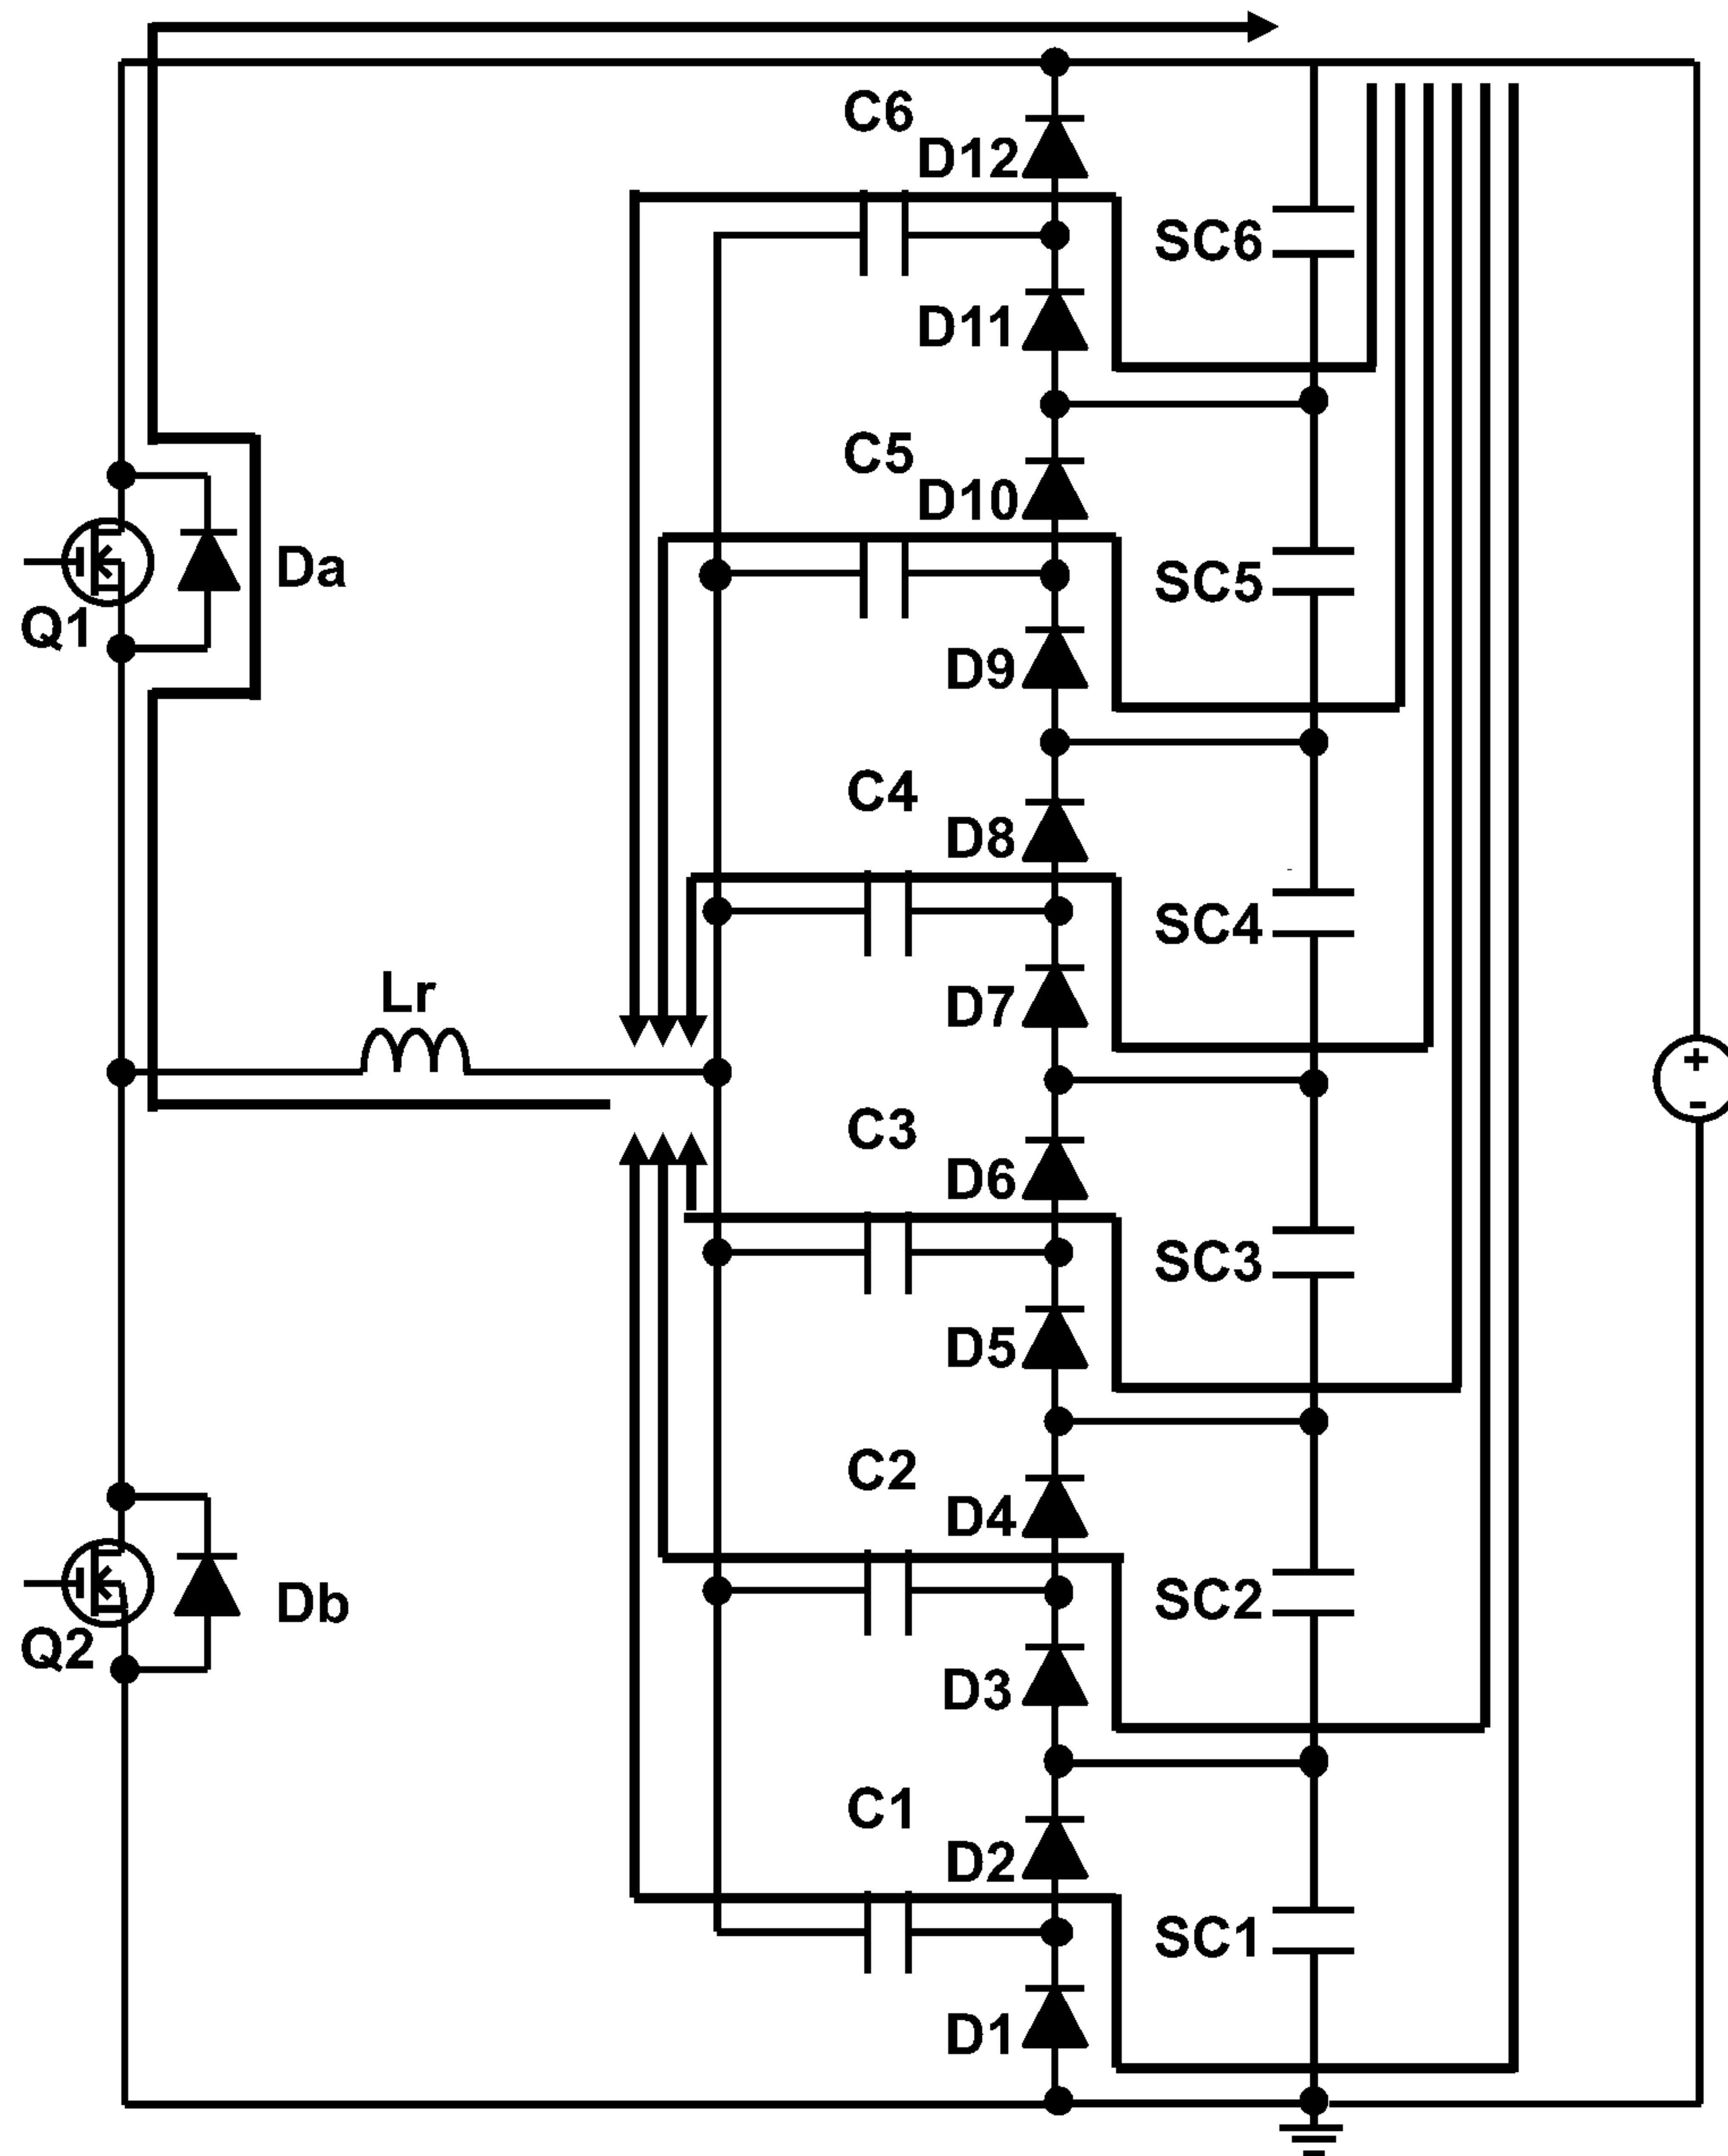 C6
D12
SC6
D11
C5
D10
Da
SC5
Q1
D9
C4
D8
SC4
Lr
D7
+
-
C3
D6
SC3
D5
C2
D4
Db
SC2
Q2
D3
C1
D2
SC1
D1